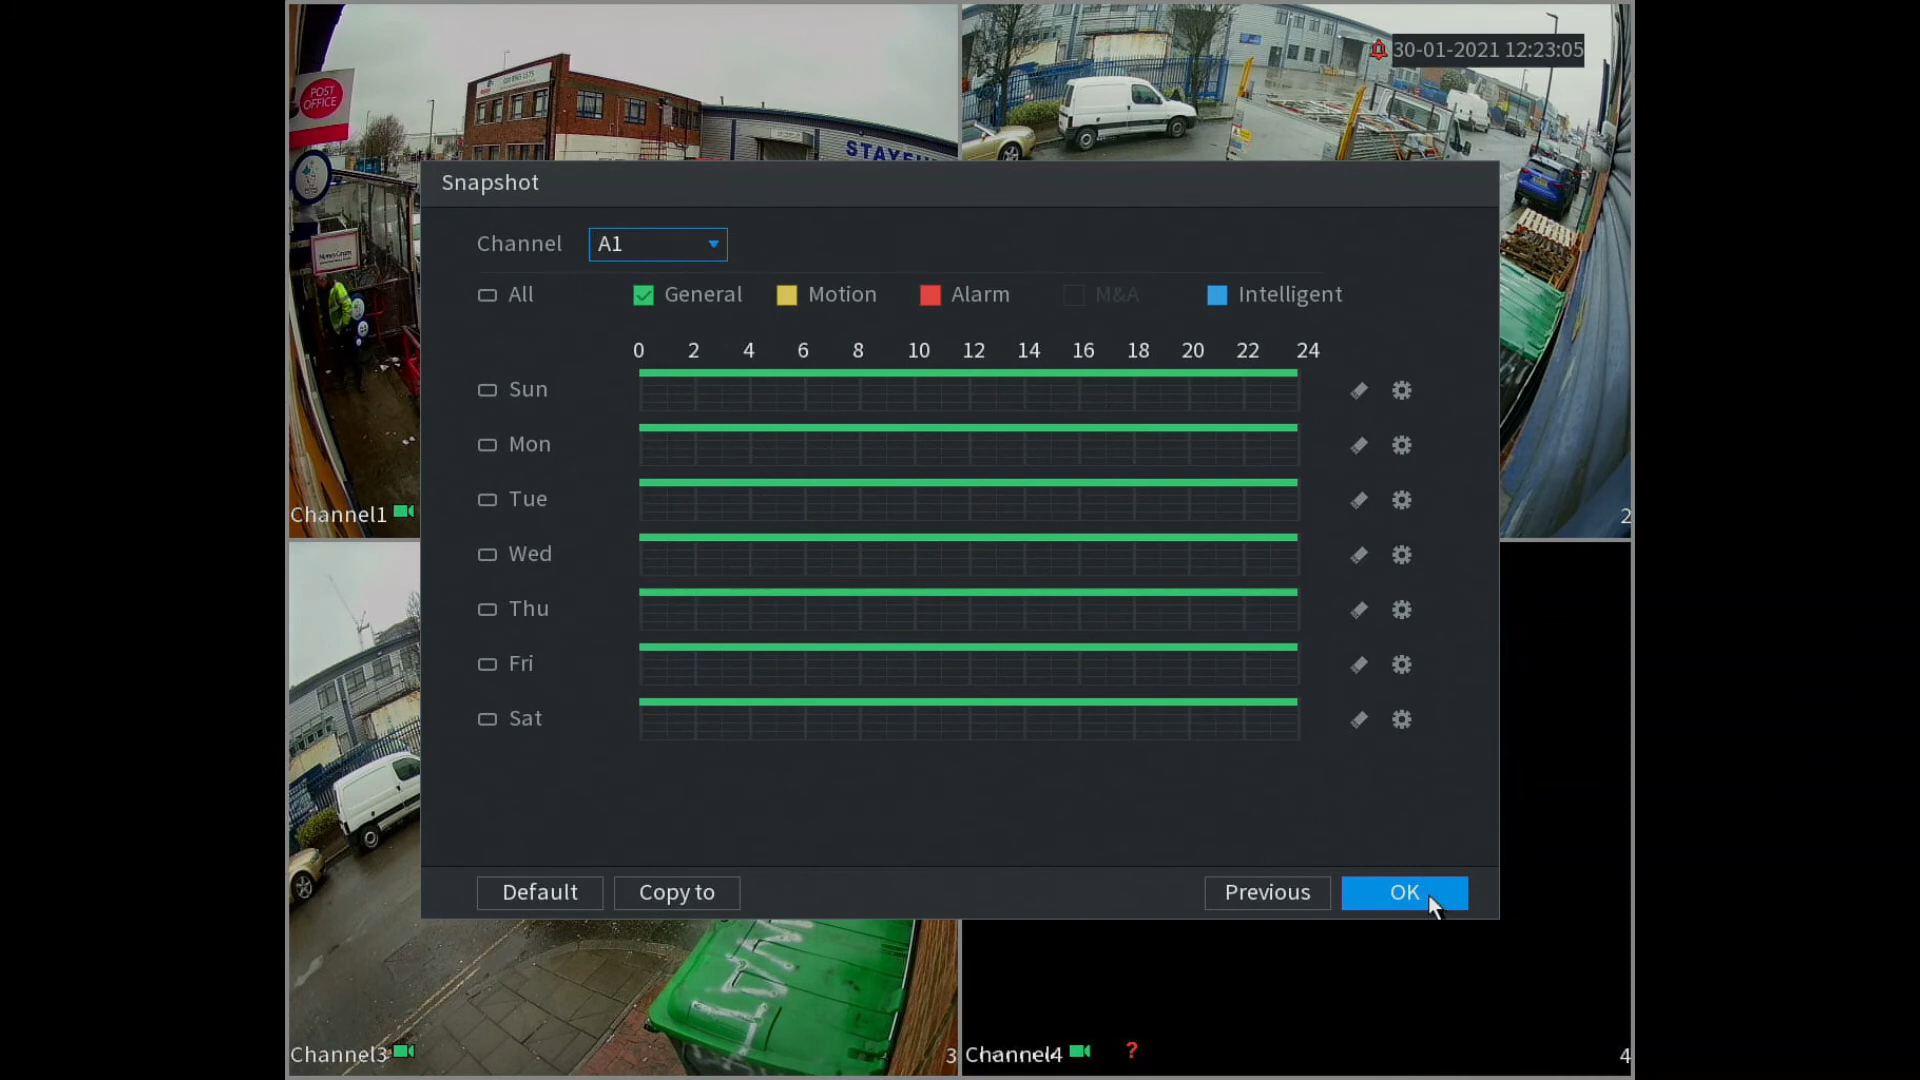 POST
OFFICE
30-01-2021 12:23:05
Snapshot
Channel A1
All General Motion Alarm M&A Intelligent
0 2 4 6 8 10 12 14 16 18 20 22 24
Sun
Mon
Tue
Wed
Thu
Fri
Sat
Default Copy to Previous OK
Channel1
2
Channel3
3
Channel4 ?
4